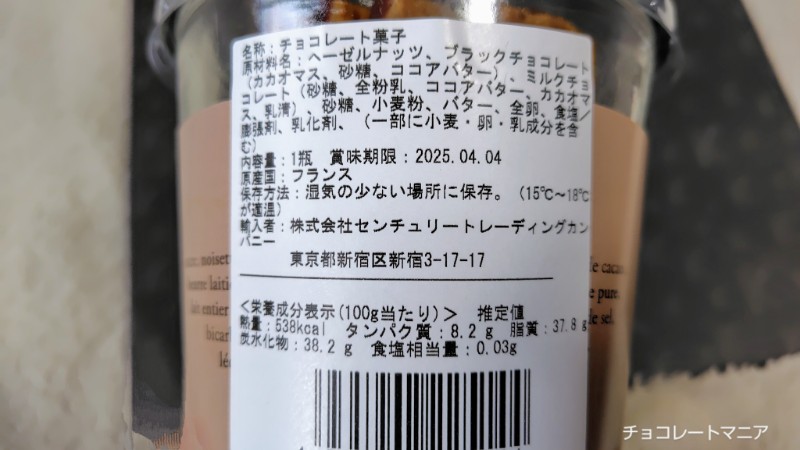 名称：チョコレート菓子
原材料名：ヘーゼルナッツ、ブラックチョコレート
（カカオマス、砂糖、ココアバター）、ミルクチョ
コレート（砂糖、全粉乳、ココアバター、カカオマ
ス、乳清）、砂糖、小麦粉、バター、全卵、食塩／
膨張剤、乳化剤、（一部に小麦・卵・乳成分を含
む）
内容量：1瓶　賞味期限：2025.04.04
原産国：フランス
保存方法：湿気の少ない場所に保存。（15℃～18℃
が適温）
輸入者：株式会社センチュリートレーディングカン
パニー
東京都新宿区新宿3-17-17
＜栄養成分表示(100g当たり)＞　推定値
熱量：538kcal　タンパク質：8.2ｇ　脂質：37.8ｇ
炭水化物：38.2ｇ　食塩相当量：0.03g
チョコレートマニア